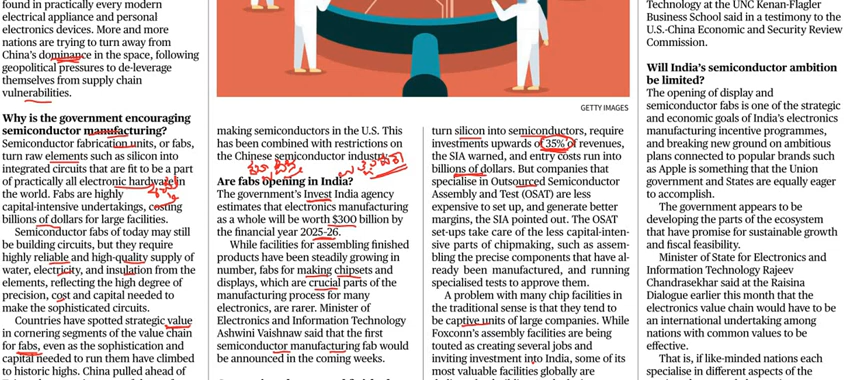 found in practically every modern
electrical appliance and personal
electronics devices. More and more
nations are trying to turn away from
China's dominance in the space, following
geopolitical pressures to de-leverage
themselves from supply chain
vulnerabilities.
Why is the government encouraging
semiconductor manufacturing?
Semiconductor fabrication units, or fabs,
turn raw elements such as silicon into
integrated circuits that are fit to be a part
of practically all electronic hardware in
the world. Fabs are highly
capital-intensive undertakings, costing
billions of dollars for large facilities.
Semiconductor fabs of today may still
be building circuits, but they require
highly reliable and high-quality supply of
water, electricity, and insulation from the
elements, reflecting the high degree of
precision, cost and capital needed to
make the sophisticated circuits.
Countries have spotted strategic value
in cornering segments of the value chain
for fabs, even as the sophistication and
capital needed to run them have climbed
to historic highs. China pulled ahead of
GETTY IMAGES
making semiconductors in the U.S. This
has been combined with restrictions on
the Chinese semiconductor industry.
Are fabs opening in India?
The government's Invest India agency
estimates that electronics manufacturing
as a whole will be worth $300 billion by
the financial year 2025-26.
While facilities for assembling finished
products have been steadily growing in
number, fabs for making chipsets and
displays, which are crucial parts of the
manufacturing process for many
electronics, are rarer. Minister of
Electronics and Information Technology
Ashwini Vaishnaw said that the first
semiconductor manufacturing fab would
be announced in the coming weeks.
turn silicon into semiconductors, require
investments upwards of 35% of revenues,
the SIA warned, and entry costs run into
billions of dollars. But companies that
specialise in Outsourced Semiconductor
Assembly and Test (OSAT) are less
expensive to set up, and generate better
margins, the SIA pointed out. The OSAT
set-ups take care of the less capital-inten-
sive parts of chipmaking, such as assem-
bling the precise components that have al-
ready been manufactured, and running
specialised tests to approve them.
A problem with many chip facilities in
the traditional sense is that they tend to
be captive units of large companies. While
Foxconn's assembly facilities are being
touted as creating several jobs and
inviting investment into India, some of its
most valuable facilities globally are
Technology at the UNC Kenan-Flagler
Business School said in a testimony to the
U.S.-China Economic and Security Review
Commission.
Will India's semiconductor ambition
be limited?
The opening of display and
semiconductor fabs is one of the strategic
and economic goals of India's electronics
manufacturing incentive programmes,
and breaking new ground on ambitious
plans connected to popular brands such
as Apple is something that the Union
government and States are equally eager
to accomplish.
The government appears to be
developing the parts of the ecosystem
that have promise for sustainable growth
and fiscal feasibility.
Minister of State for Electronics and
Information Technology Rajeev
Chandrasekhar said at the Raisina
Dialogue earlier this month that the
electronics value chain would have to be
an international undertaking among
nations with common values to be
effective.
That is, if like-minded nations each
specialise in different aspects of the